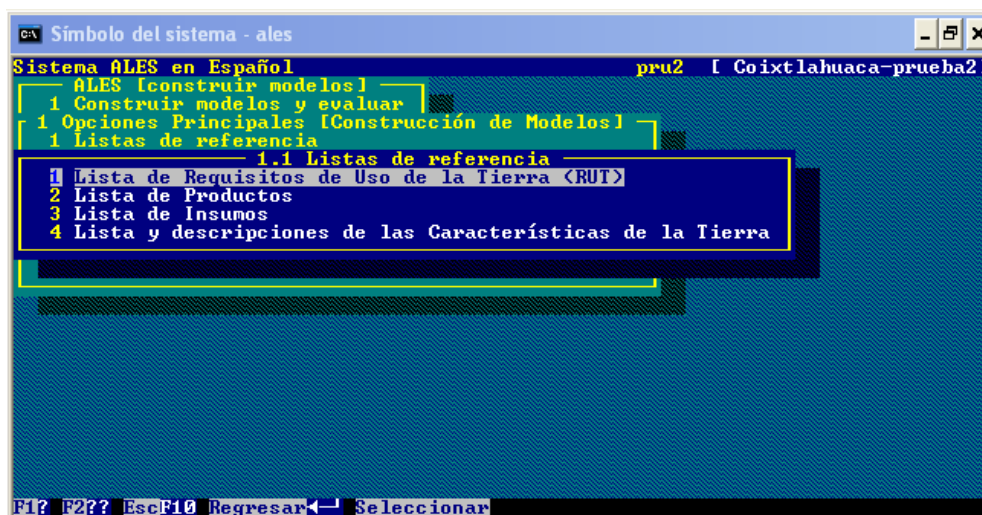 Símbolo del sistema - ales
Sistema ALES en Español pru2 [ Coixtlahuaca-prueba2
ALES [construir modelos]
1 Construir modelos y evaluar
1 Opciones Principales [Construcción de Modelos]
1 Listas de referencia
1.1 Listas de referencia
1 Lista de Requisitos de Uso de la Tierra (RUT)
2 Lista de Productos
3 Lista de Insumos
4 Lista y descripciones de las Características de la Tierra
F1? F2?? EscF10 Regresar◄─┘ Seleccionar